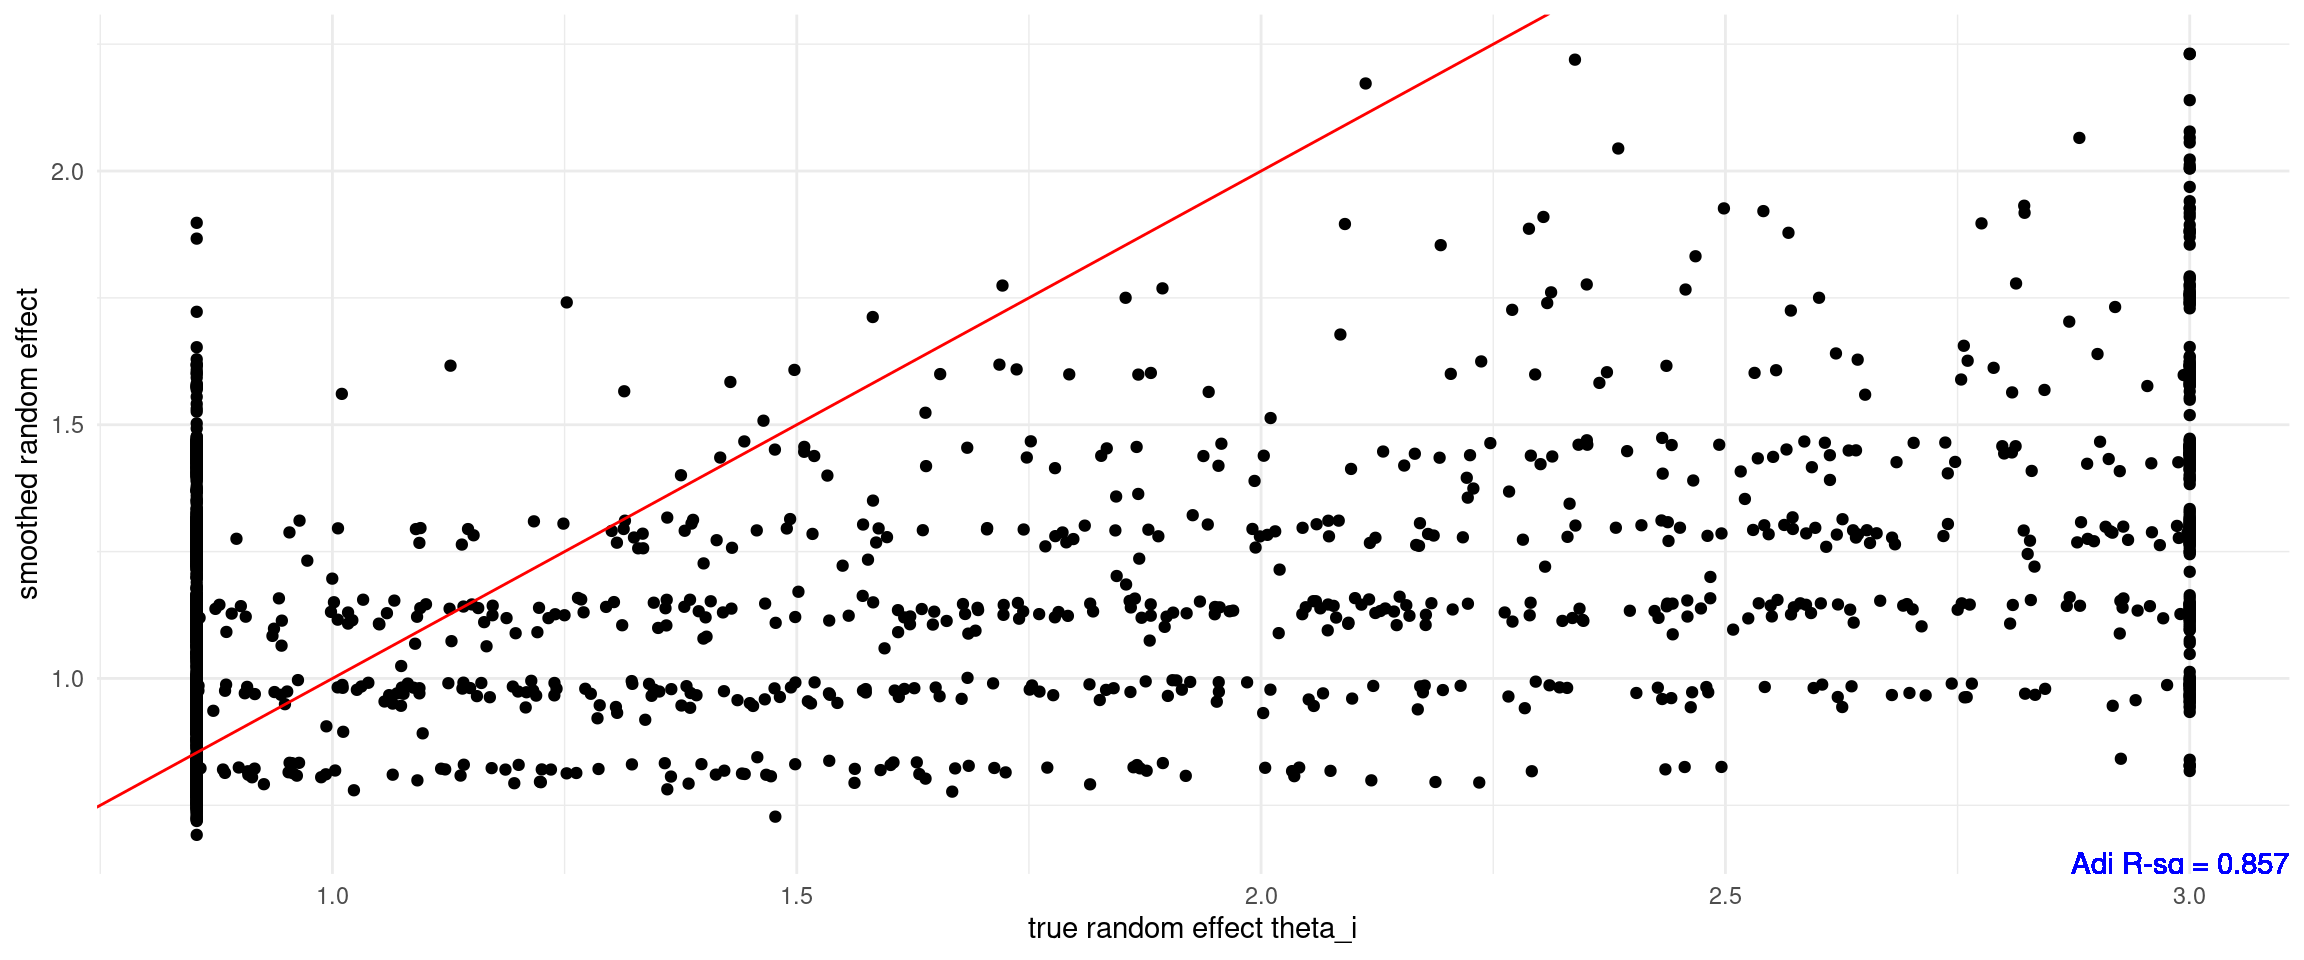 smoothed random effect
2.0
1.5
1.0
Adj R-sq = 0.857
1.0 1.5 2.0 2.5 3.0
true random effect theta_i